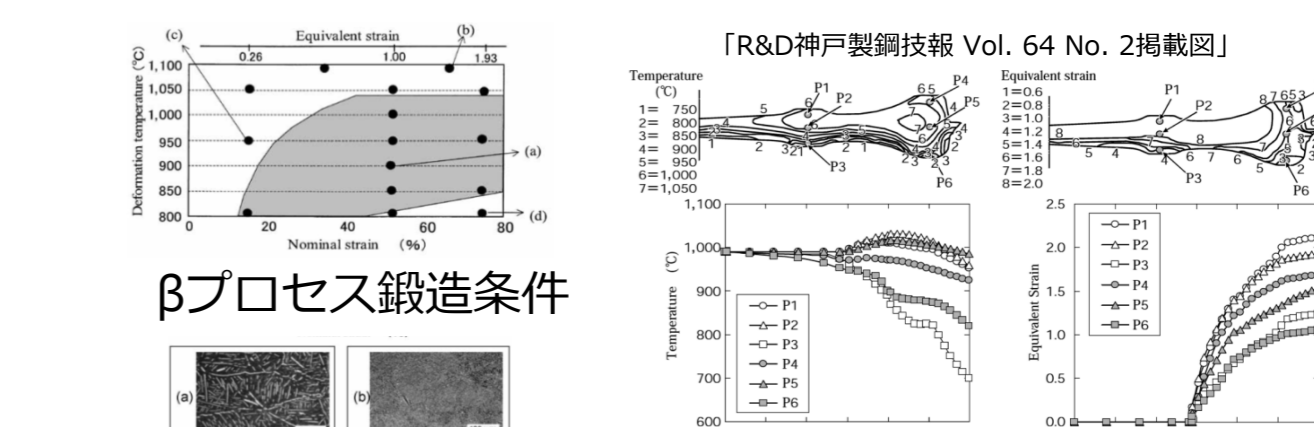 (c)
Equivalent strain
(b)
0.26 1.00 1.93
Deformation temperature (℃)
1,100
1,050
1,000
950
900
850
800
(a)
(d)
0 20 40 60 80
Nominal strain (%)
βプロセス鍛造条件
(a)
(b)
「R&D神戸製鋼技報 Vol. 64 No. 2掲載図」
Temperature
(℃)
1= 750
2= 800
3= 850
4= 900
5= 950
6=1,000
7=1,050
P1
P2
P3
P4
P5
P6
Equivalent strain
1=0.6
2=0.8
3=1.0
4=1.2
5=1.4
6=1.6
7=1.8
8=2.0
P1
P2
P3
P6
Temperature (℃)
1,100
1,000
900
800
700
600
P1
P2
P3
P4
P5
P6
Equivalent Strain
2.5
2.0
1.5
1.0
0.5
0.0
P1
P2
P3
P4
P5
P6